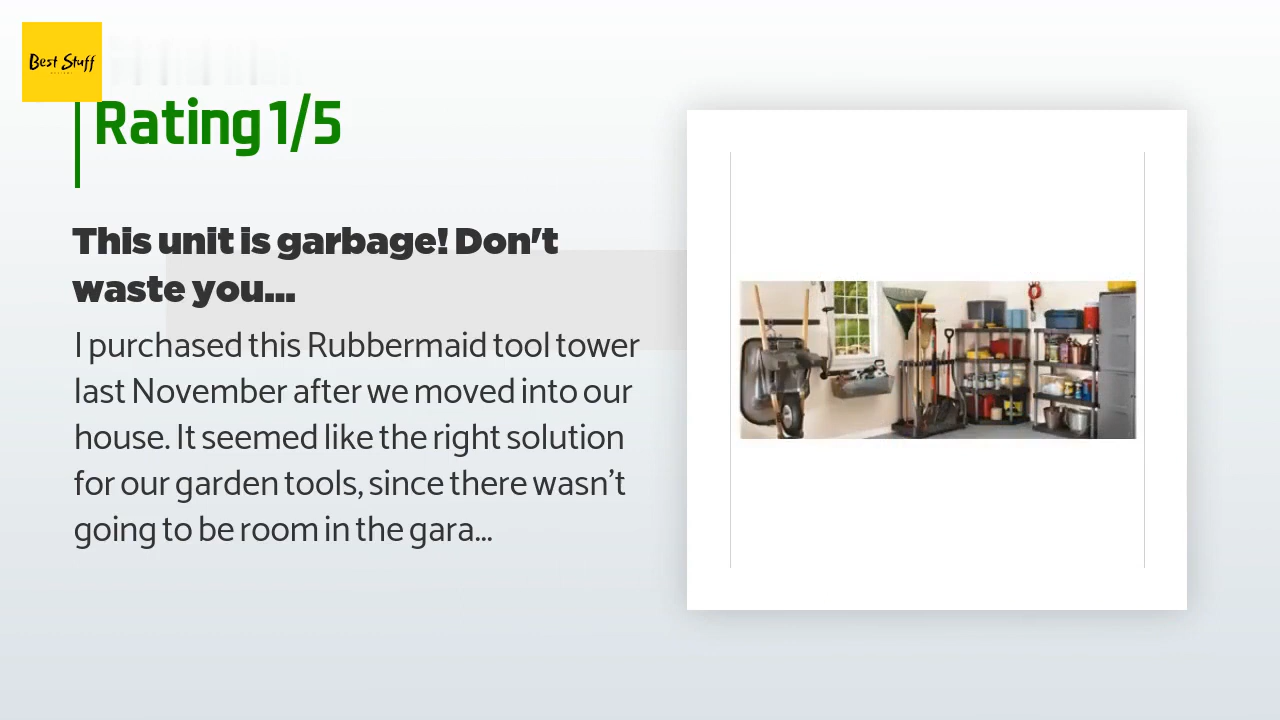 Best Stuff
Rating 1/5
This unit is garbage! Don't
waste you...
I purchased this Rubbermaid tool tower
last November after we moved into our
house. It seemed like the right solution
for our garden tools, since there wasn't
going to be room in the gara...